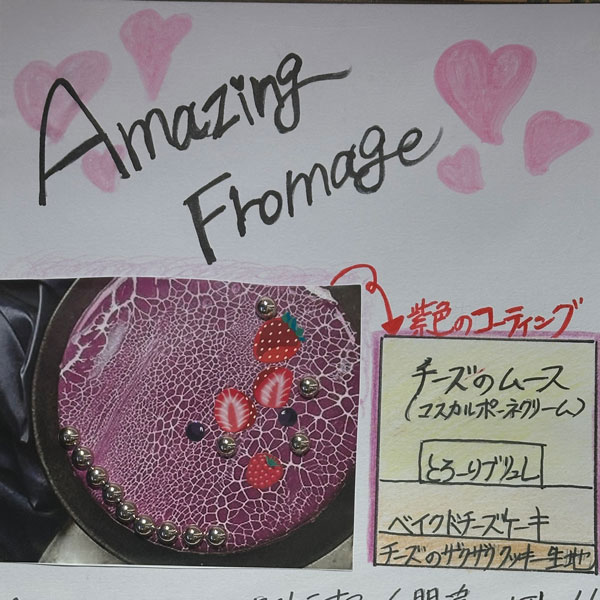 Amazing
Fromage
紫色のコーティング
チーズのムース
(コスカルポーネクリーム)
とろーりブリュレ
ベイクドチーズケーキ
チーズのザクザククッキー生地